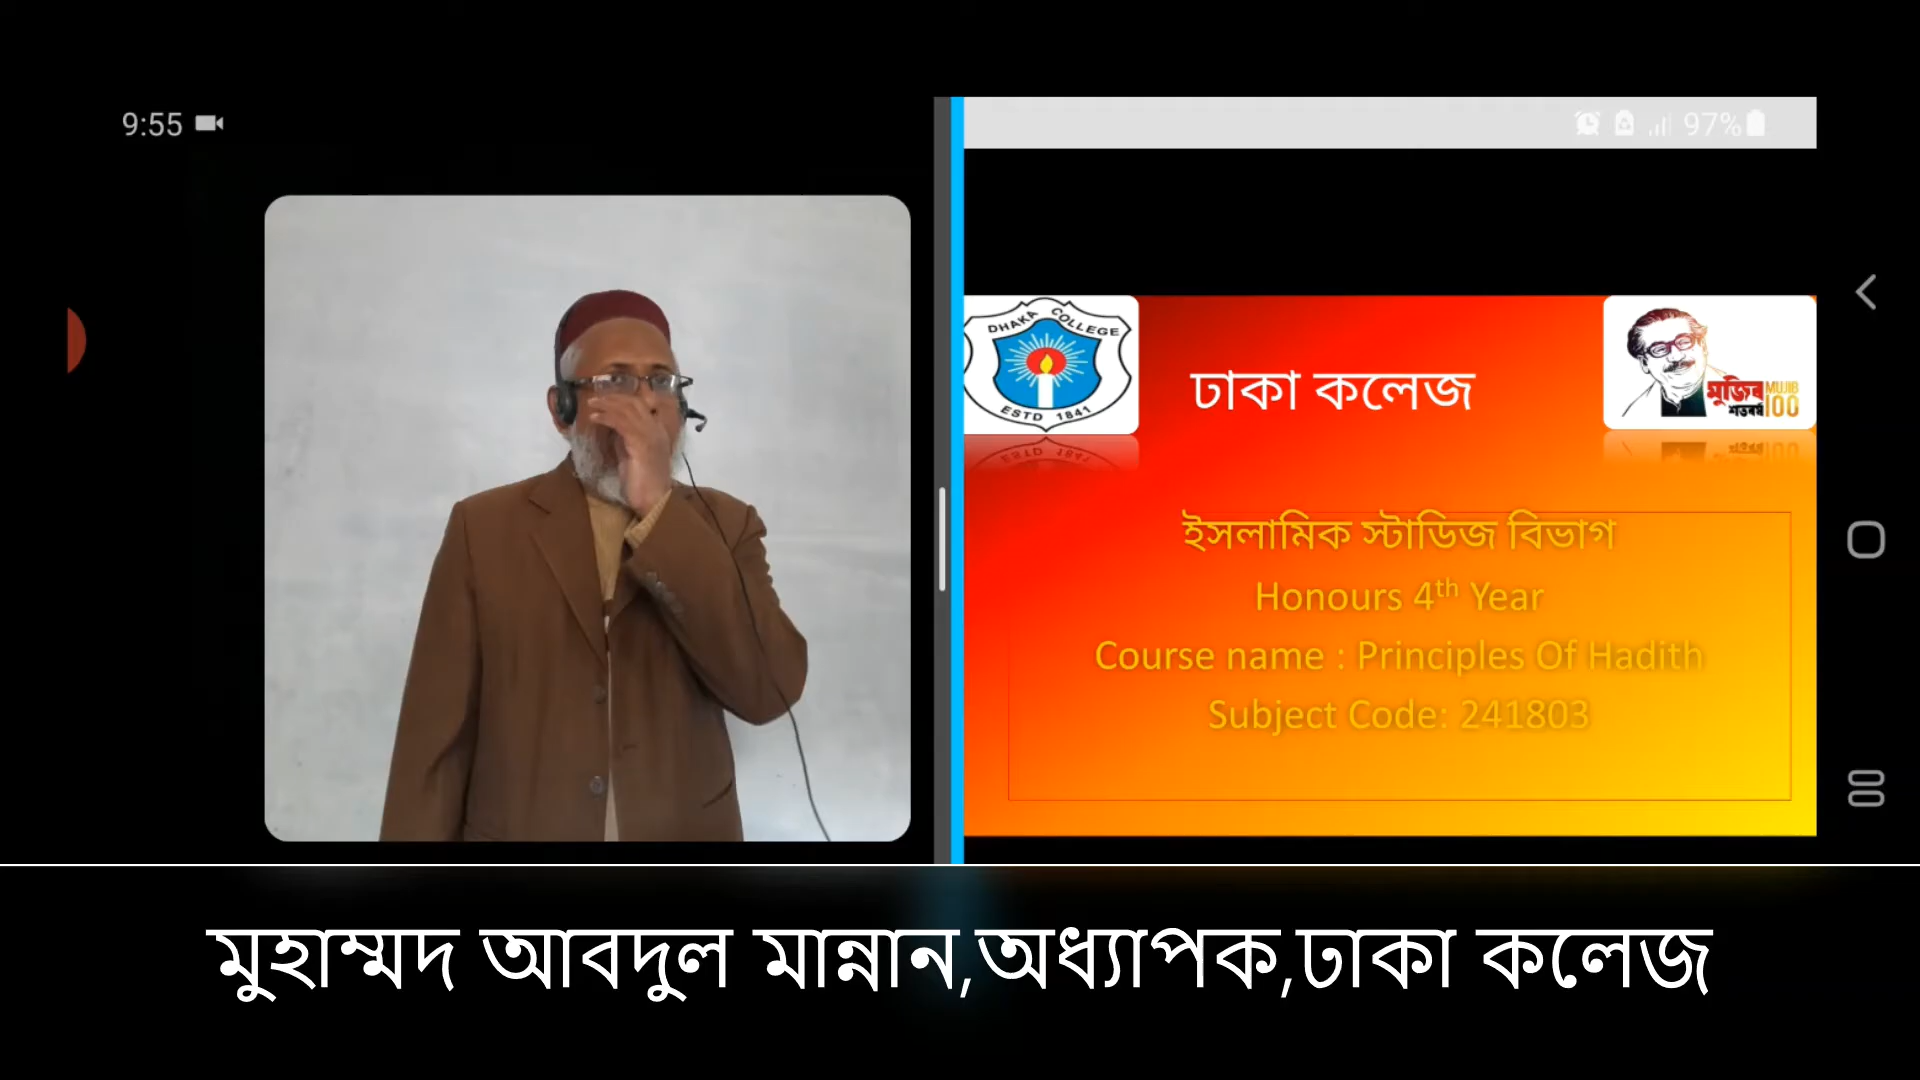 9:55
97%
DHAKA COLLEGE
ESTD 1841
ঢাকা কলেজ
মুজিব
শতবর্ষ
MUJIB
100
ইসলামিক স্টাডিজ বিভাগ
Honours 4th Year
Course name : Principles Of Hadith
Subject Code: 241803
মুহাম্মদ আবদুল মান্নান,অধ্যাপক,ঢাকা কলেজ